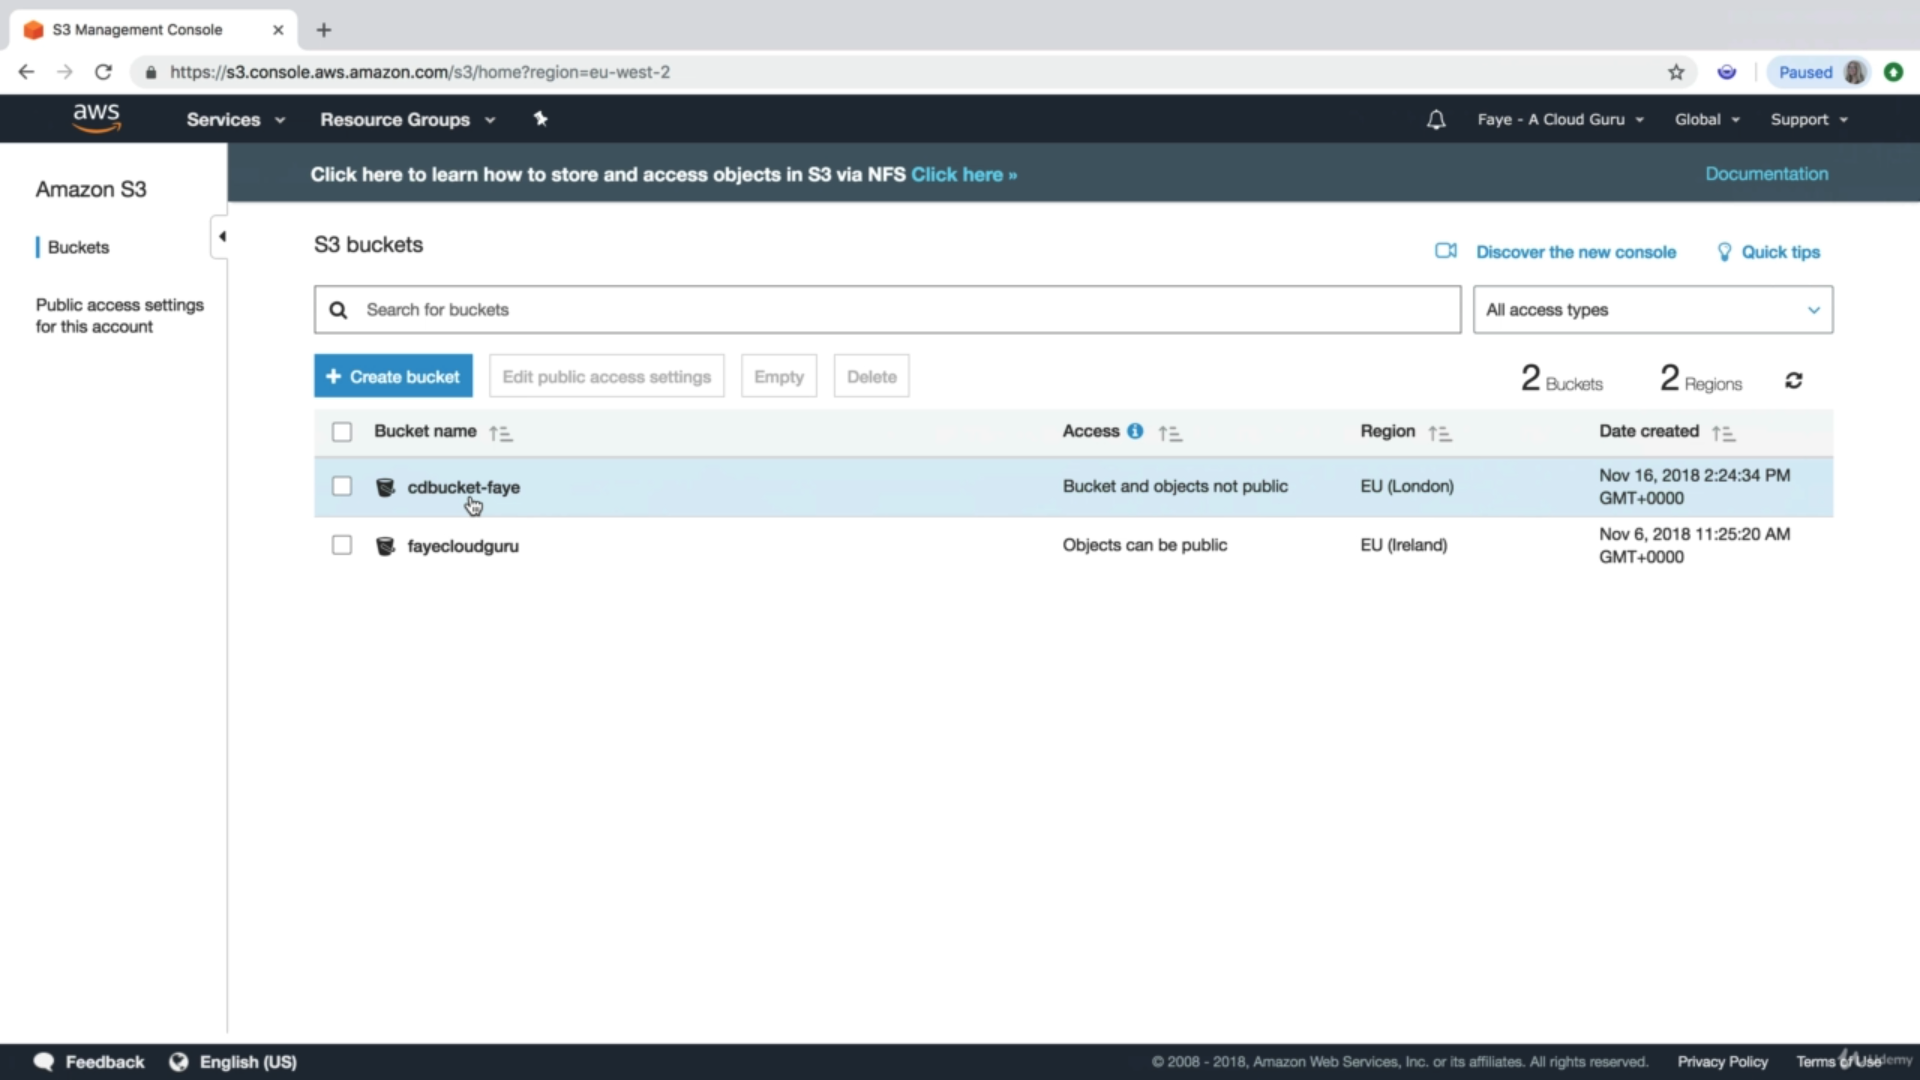 S3 Management Console
https://s3.console.aws.amazon.com/s3/home?region=eu-west-2
Paused
aws
Services
Resource Groups
Faye - A Cloud Guru
Global
Support
Amazon S3
Buckets
Public access settings
for this account
Click here to learn how to store and access objects in S3 via NFS Click here »
Documentation
S3 buckets
Discover the new console
Quick tips
Search for buckets
All access types
+ Create bucket
Edit public access settings
Empty
Delete
2 Buckets
2 Regions
Bucket name
Access
Region
Date created
cdbucket-faye
Bucket and objects not public
EU (London)
Nov 16, 2018 2:24:34 PM
GMT+0000
fayecloudguru
Objects can be public
EU (Ireland)
Nov 6, 2018 11:25:20 AM
GMT+0000
Feedback
English (US)
© 2008 - 2018, Amazon Web Services, Inc. or its affiliates. All rights reserved.
Privacy Policy
Terms of Use